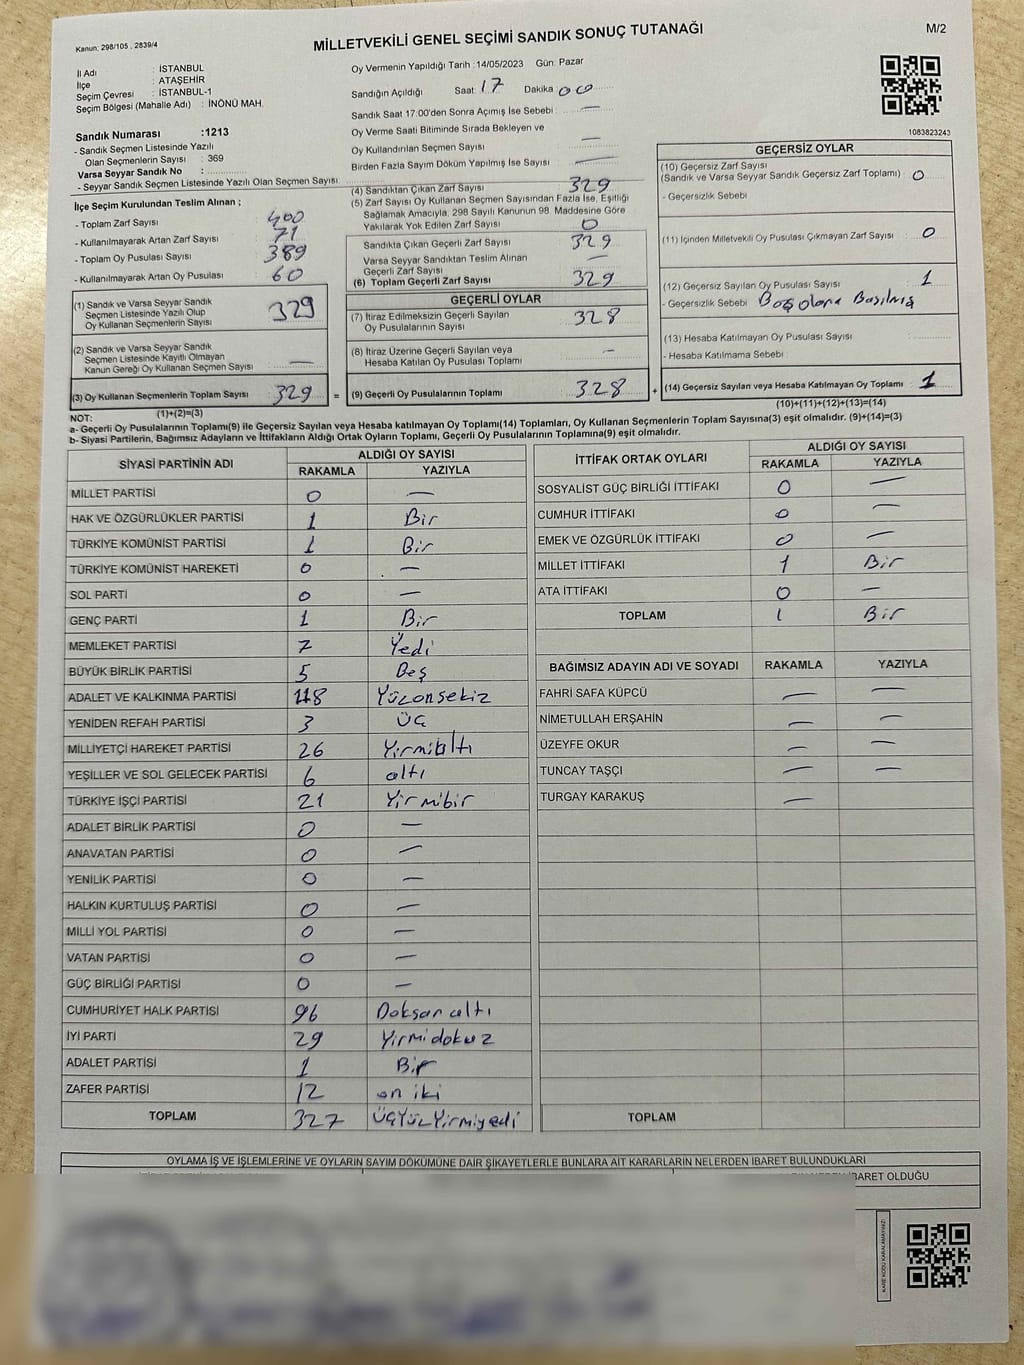 Kanun; 298/105 , 2839/4
MİLLETVEKİLİ GENEL SEÇİMİ SANDIK SONUÇ TUTANAĞI
M/2
İl Adı : İSTANBUL
İlçe : ATAŞEHİR
Seçim Çevresi : İSTANBUL-1
Seçim Bölgesi (Mahalle Adı) : İNÖNÜ MAH.
Sandık Numarası :1213
- Sandık Seçmen Listesinde Yazılı
Olan Seçmenlerin Sayısı : 369
Varsa Seyyar Sandık No :
- Seyyar Sandık Seçmen Listesinde Yazılı Olan Seçmen Sayısı
Oy Vermenin Yapıldığı Tarih :14/05/2023 Gün: Pazar
Sandığın Açıldığı Saat: 17 Dakika 00
Sandık Saat 17:00'den Sonra Açımış İse Sebebi : —
Oy Verme Saati Bitiminde Sırada Bekleyen ve
Oy Kullandırılan Seçmen Sayısı : —
Birden Fazla Sayım Döküm Yapılmış İse Sayısı —
1083823243
İlçe Seçim Kurulundan Teslim Alınan ;
- Toplam Zarf Sayısı : 400
- Kullanılmayarak Artan Zarf Sayısı : 71
- Toplam Oy Pusulası Sayısı : 389
- Kullanılmayarak Artan Oy Pusulası : 60
(1) Sandık ve Varsa Seyyar Sandık
Seçmen Listesinde Yazılı Olup
Oy Kullanan Seçmenlerin Sayısı 329
(2) Sandık ve Varsa Seyyar Sandık
Seçmen Listesinde Kayıtlı Olmayan
Kanun Gereği Oy Kullanan Seçmen Sayısı —
(3) Oy Kullanan Seçmenlerin Toplam Sayısı 329 =
(1)+(2)=(3)
(4) Sandıktan Çıkan Zarf Sayısı 329
(5) Zarf Sayısı Oy Kullanan Seçmen Sayısından Fazla İse, Eşitliği
Sağlamak Amacıyla, 298 Sayılı Kanunun 98. Maddesine Göre
Yakılarak Yok Edilen Zarf Sayısı 0
Sandıkta Çıkan Geçerli Zarf Sayısı 329
Varsa Seyyar Sandıktan Teslim Alınan
Geçerli Zarf Sayısı —
(6) Toplam Geçerli Zarf Sayısı 329
GEÇERLİ OYLAR
(7) İtiraz Edilmeksizin Geçerli Sayılan
Oy Pusulalarının Sayısı 328
(8) İtiraz Üzerine Geçerli Sayılan veya
Hesaba Katılan Oy Pusulası Toplamı —
(9) Geçerli Oy Pusulalarının Toplamı 328 +
GEÇERSİZ OYLAR
(10) Geçersiz Zarf Sayısı
(Sandık ve Varsa Seyyar Sandık Geçersiz Zarf Toplamı) 0
- Geçersizlik Sebebi
(11) İçinden Milletvekili Oy Pusulası Çıkmayan Zarf Sayısı 0
(12) Geçersiz Sayılan Oy Pusulası Sayısı 1
- Geçersizlik Sebebi Boş olana Basılmış
(13) Hesaba Katılmayan Oy Pusulası Sayısı
- Hesaba Katılmama Sebebi
(14) Geçersiz Sayılan veya Hesaba Katılmayan Oy Toplamı 1
(10)+(11)+(12)+(13)=(14)
NOT:
a- Geçerli Oy Pusulalarının Toplamı(9) ile Geçersiz Sayılan veya Hesaba katılmayan Oy Toplamı(14) Toplamları, Oy Kullanan Seçmenlerin Toplam Sayısına(3) eşit olmalıdır. (9)+(14)=(3)
b- Siyasi Partilerin, Bağımsız Adayların ve İttifakların Aldığı Ortak Oyların Toplamı, Geçerli Oy Pusulalarının Toplamına(9) eşit olmalıdır.
SİYASİ PARTİNİN ADI ALDIĞI OY SAYISI
RAKAMLA YAZIYLA
MİLLET PARTİSİ 0 —
HAK VE ÖZGÜRLÜKLER PARTİSİ 1 Bir
TÜRKİYE KOMÜNİST PARTİSİ 1 Bir
TÜRKİYE KOMÜNİST HAREKETİ 0 —
SOL PARTİ 0 —
GENÇ PARTİ 1 Bir
MEMLEKET PARTİSİ 7 Yedi
BÜYÜK BİRLİK PARTİSİ 5 Beş
ADALET VE KALKINMA PARTİSİ 118 Yüzonsekiz
YENİDEN REFAH PARTİSİ 3 Üç
MİLLİYETÇİ HAREKET PARTİSİ 26 Yirmialtı
YEŞİLLER VE SOL GELECEK PARTİSİ 6 altı
TÜRKİYE İŞÇİ PARTİSİ 21 Yirmibir
ADALET BİRLİK PARTİSİ 0 —
ANAVATAN PARTİSİ 0 —
YENİLİK PARTİSİ 0 —
HALKIN KURTULUŞ PARTİSİ 0 —
MİLLİ YOL PARTİSİ 0 —
VATAN PARTİSİ 0 —
GÜÇ BİRLİĞİ PARTİSİ 0 —
CUMHURİYET HALK PARTİSİ 96 Doksan altı
İYİ PARTİ 29 Yirmi dokuz
ADALET PARTİSİ 1 Bir
ZAFER PARTİSİ 12 on iki
TOPLAM 327 ÜçYüzYirmiyedi
İTTİFAK ORTAK OYLARI ALDIĞI OY SAYISI
RAKAMLA YAZIYLA
SOSYALİST GÜÇ BİRLİĞİ İTTİFAKI 0 —
CUMHUR İTTİFAKI 0 —
EMEK VE ÖZGÜRLÜK İTTİFAKI 0 —
MİLLET İTTİFAKI 1 Bir
ATA İTTİFAKI 0 —
TOPLAM 1 Bir
BAĞIMSIZ ADAYIN ADI VE SOYADI RAKAMLA YAZIYLA
FAHRİ SAFA KÜPCÜ — —
NİMETULLAH ERŞAHİN — —
ÜZEYFE OKUR — —
TUNCAY TAŞÇI — —
TURGAY KARAKUŞ —
TOPLAM
OYLAMA İŞ VE İŞLEMLERİNE VE OYLARIN SAYIM DÖKÜMÜNE DAİR ŞİKAYETLERLE BUNLARA AİT KARARLARIN NELERDEN İBARET BULUNDUKLARI
İBARET OLDUĞU
KARE KODU KARALAMAYINIZ!